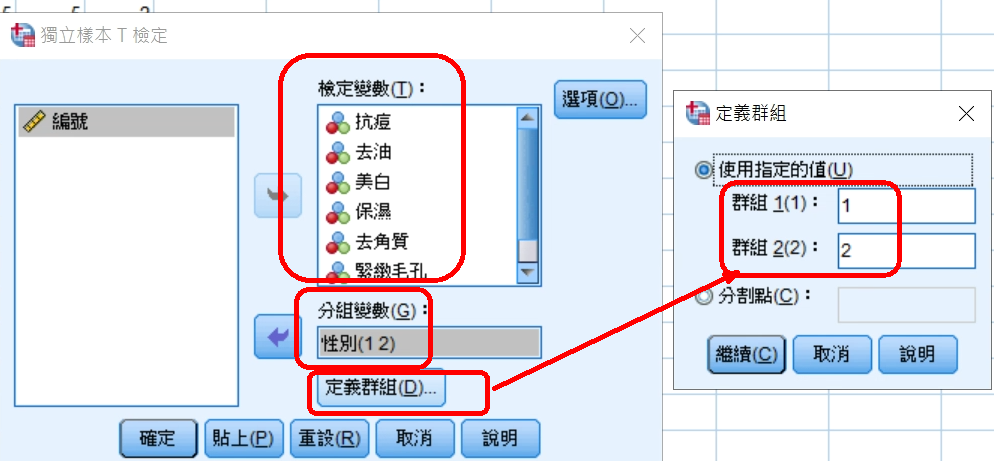 獨立樣本 T 檢定
檢定變數(T)：
編號
抗痘
去油
美白
保濕
去角質
緊緻毛孔
選項(O)...
分組變數(G)：
性別(1 2)
定義群組(D)...
確定
貼上(P)
重設(R)
取消
說明
定義群組
使用指定的值(U)
群組 1(1)：
1
群組 2(2)：
2
分割點(C)：
繼續(C)
取消
說明